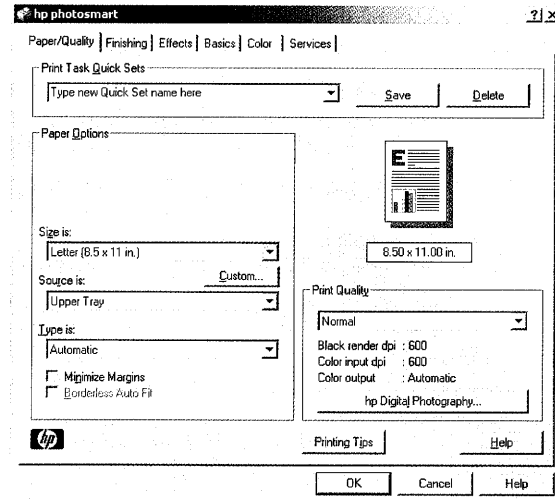 hp photosmart ? x
Paper/Quality Finishing Effects Basics Color Services
Print Task Quick Sets
Type new Quick Set name here Save Delete
Paper Options
E
Size is:
Letter (8.5 x 11 in.)
8.50 x 11.00 in.
Source is: Custom...
Upper Tray
Print Quality
Normal
Type is:
Automatic
Black render dpi : 600
Color input dpi : 600
Color output : Automatic
Minimize Margins
Borderless Auto Fit
hp Digital Photography...
hp
Printing Tips Help
OK Cancel Help